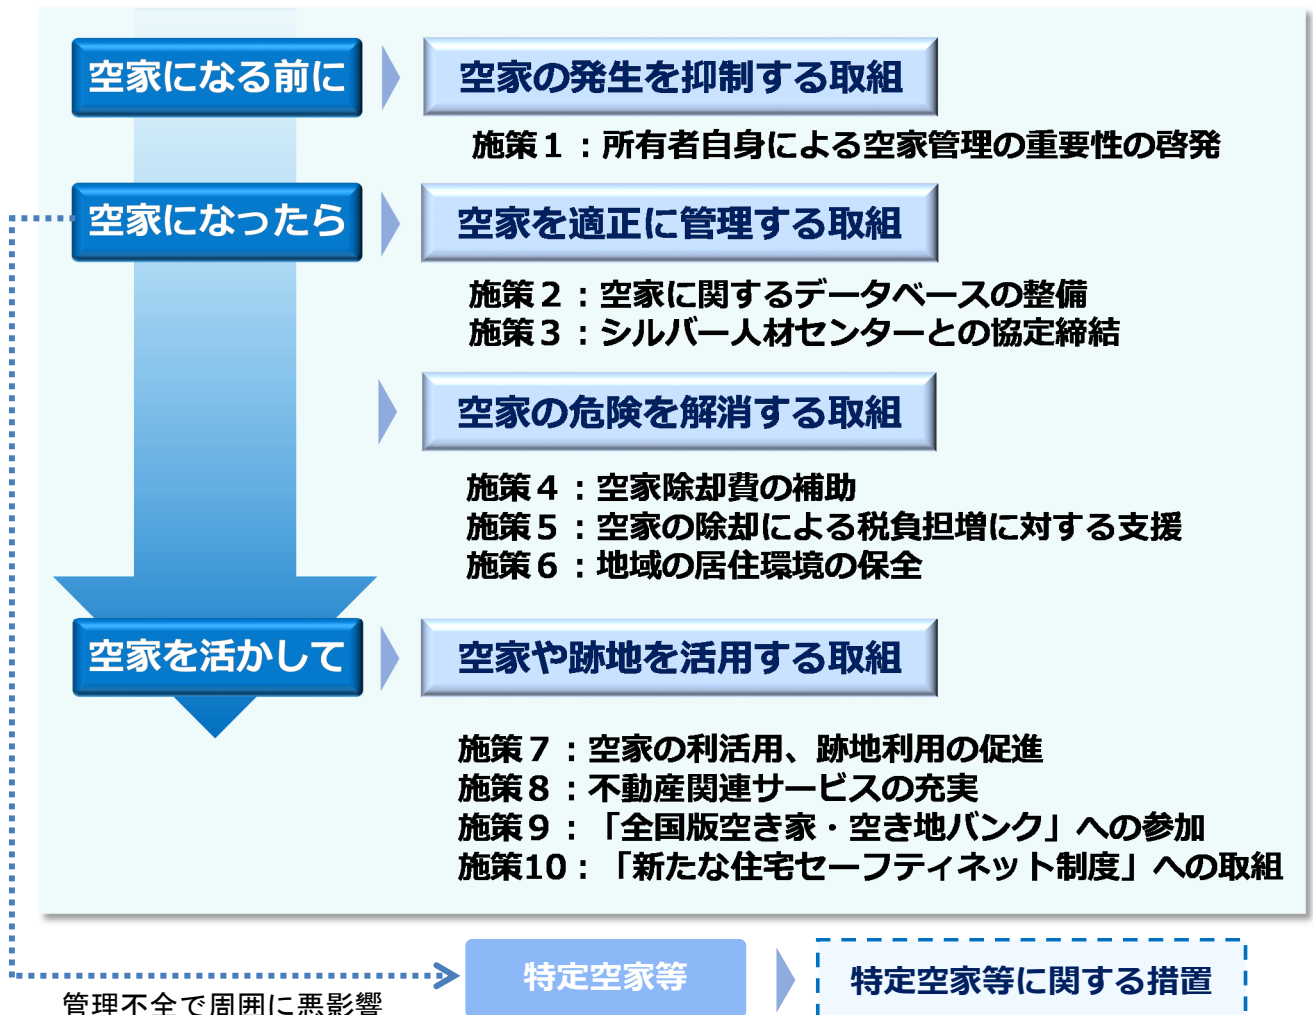 空家になる前に
空家の発生を抑制する取組
施策１：所有者自身による空家管理の重要性の啓発
空家になったら
空家を適正に管理する取組
施策２：空家に関するデータベースの整備
施策３：シルバー人材センターとの協定締結
空家の危険を解消する取組
施策４：空家除却費の補助
施策５：空家の除却による税負担増に対する支援
施策６：地域の居住環境の保全
空家を活かして
空家や跡地を活用する取組
施策７：空家の利活用、跡地利用の促進
施策８：不動産関連サービスの充実
施策９：「全国版空き家・空き地バンク」への参加
施策10：「新たな住宅セーフティネット制度」への取組
特定空家等
特定空家等に関する措置
管理不全で周囲に悪影響